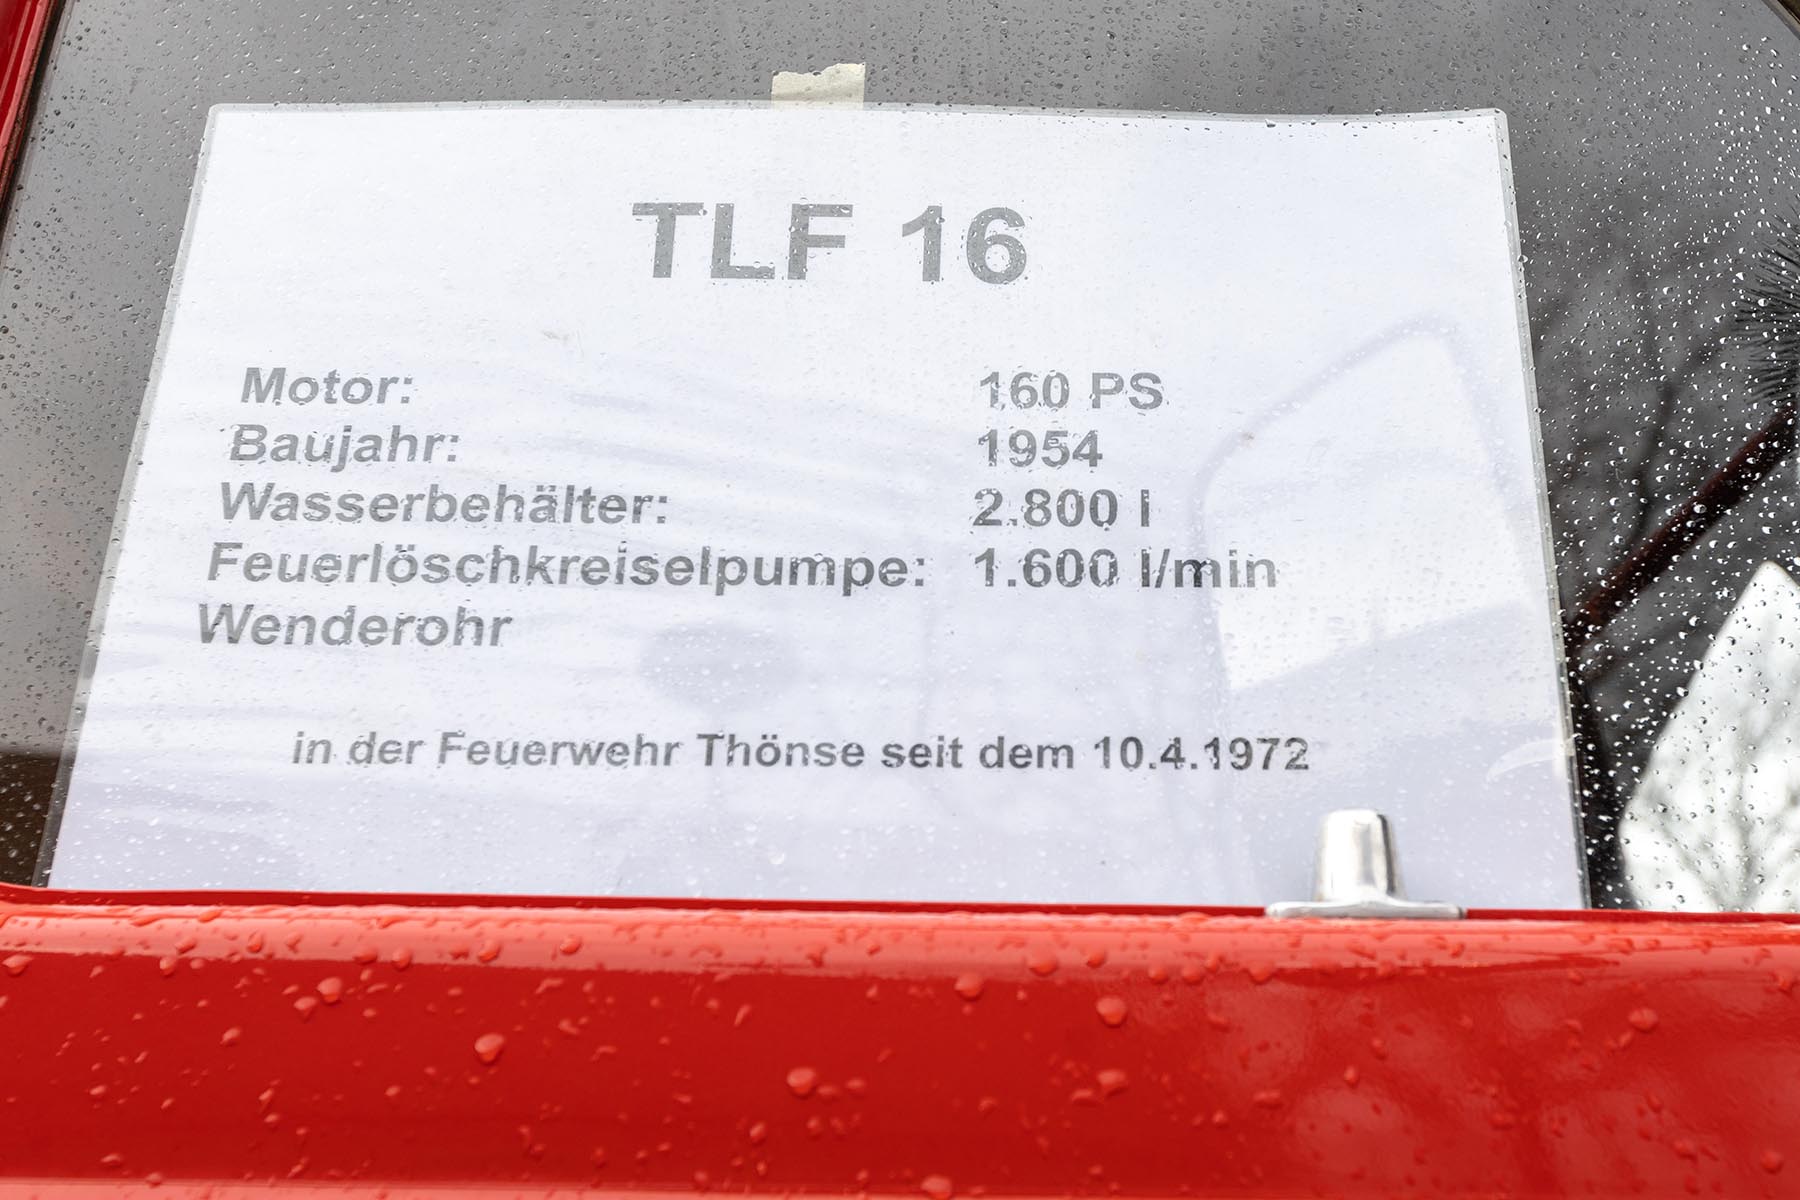 TLF 16
Motor: 160 PS
Baujahr: 1954
Wasserbehälter: 2.800 l
Feuerlöschkreiselpumpe: 1.600 l/min
Wenderohr
in der Feuerwehr Thönse seit dem 10.4.1972